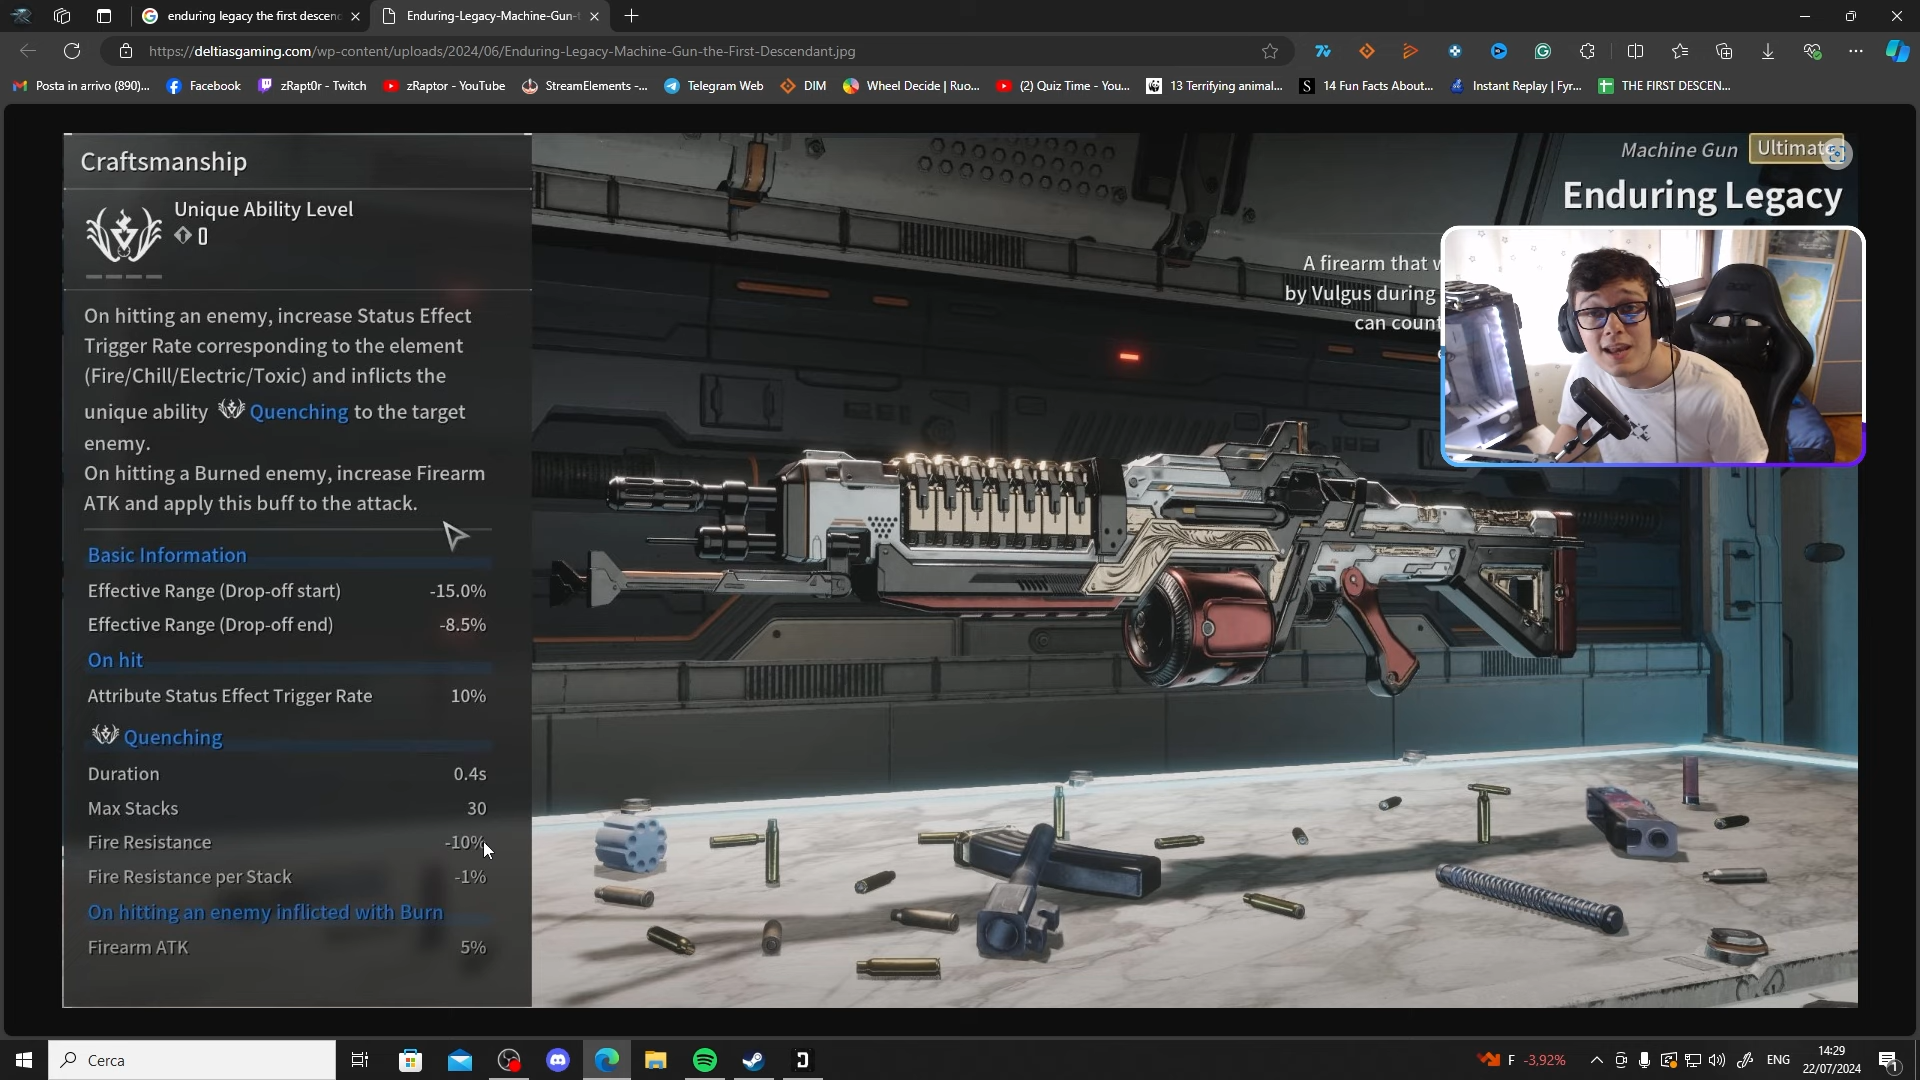 enduring legacy the first descen
Enduring-Legacy-Machine-Gun-t
https://deltiasgaming.com/wp-content/uploads/2024/06/Enduring-Legacy-Machine-Gun-the-First-Descendant.jpg
Posta in arrivo (890)...
Facebook
zRapt0r - Twitch
zRaptor - YouTube
StreamElements -...
Telegram Web
DIM
Wheel Decide | Ruo...
(2) Quiz Time - You...
13 Terrifying animal...
14 Fun Facts About...
Instant Replay | Fyr...
THE FIRST DESCEN...
Craftsmanship
Unique Ability Level
0
On hitting an enemy, increase Status Effect
Trigger Rate corresponding to the element
(Fire/Chill/Electric/Toxic) and inflicts the
unique ability Quenching to the target
enemy.
On hitting a Burned enemy, increase Firearm
ATK and apply this buff to the attack.
Basic Information
Effective Range (Drop-off start) -15.0%
Effective Range (Drop-off end) -8.5%
On hit
Attribute Status Effect Trigger Rate 10%
Quenching
Duration 0.4s
Max Stacks 30
Fire Resistance -10%
Fire Resistance per Stack -1%
On hitting an enemy inflicted with Burn
Firearm ATK 5%
Machine Gun Ultimate
Enduring Legacy
A firearm that w
by Vulgus during
can count
Cerca
F -3,92%
ENG
14:29
22/07/2024
1